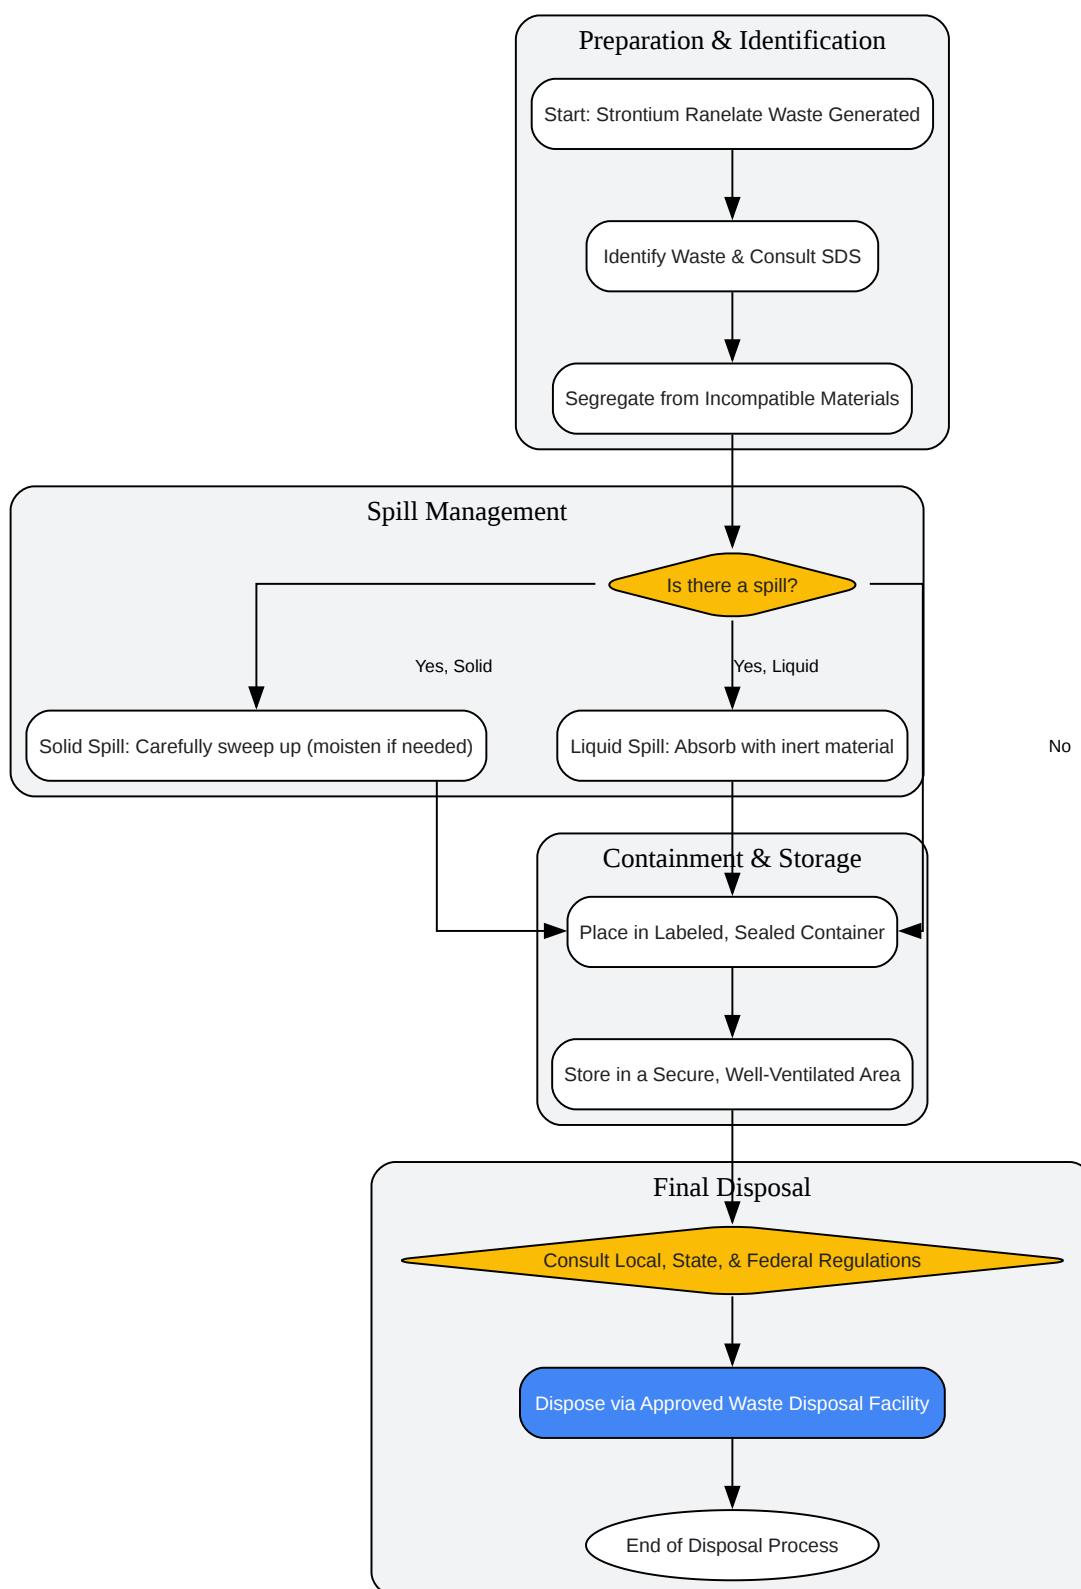 Preparation & Identification
Start: Strontium Ranelate Waste Generated
Identify Waste & Consult SDS
Segregate from Incompatible Materials
Spill Management
Is there a spill?
Yes, Solid
Yes, Liquid
Solid Spill: Carefully sweep up (moisten if needed)
Liquid Spill: Absorb with inert material
No
Containment & Storage
Place in Labeled, Sealed Container
Store in a Secure, Well-Ventilated Area
Final Disposal
Consult Local, State, & Federal Regulations
Dispose via Approved Waste Disposal Facility
End of Disposal Process